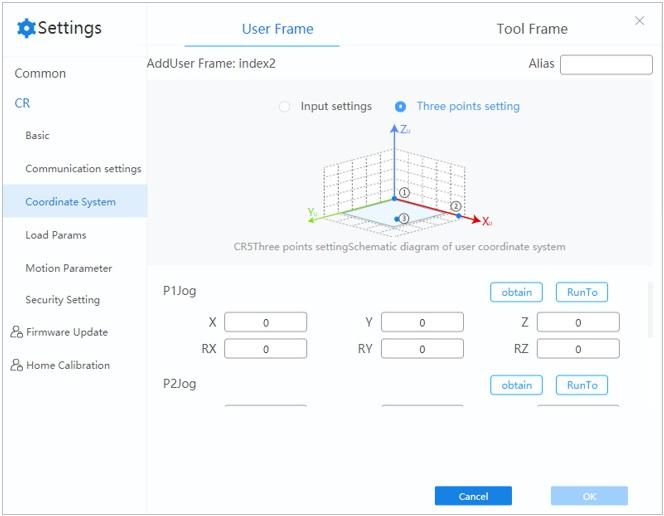 Settings
User Frame
Tool Frame
Common
AddUser Frame: index2
Alias
CR
Input settings
Three points setting
Basic
Communication settings
Coordinate System
Load Params
Motion Parameter
Security Setting
Firmware Update
Home Calibration
Zu
①
②
③
Yu
Xu
CR5Three points settingSchematic diagram of user coordinate system
P1Jog
obtain
RunTo
X 0 Y 0 Z 0
RX 0 RY 0 RZ 0
P2Jog
obtain
RunTo
Cancel
OK